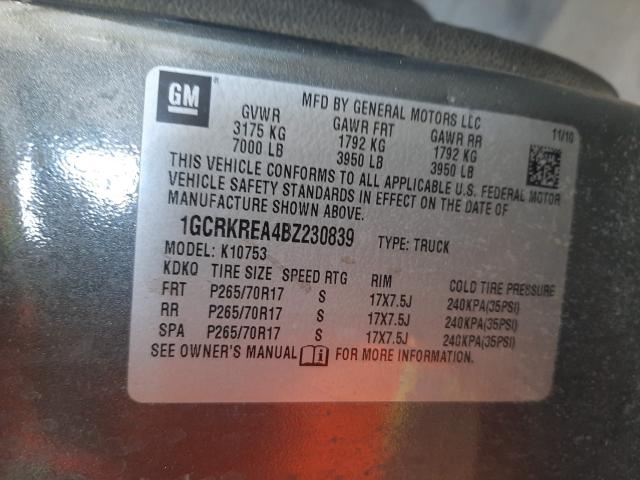 GM
MFD BY GENERAL MOTORS LLC
11/10
GVWR GAWR FRT GAWR RR
3175 KG 1792 KG 1792 KG
7000 LB 3950 LB 3950 LB
THIS VEHICLE CONFORMS TO ALL APPLICABLE U.S. FEDERAL MOTOR
VEHICLE SAFETY STANDARDS IN EFFECT ON THE DATE OF
MANUFACTURE SHOWN ABOVE.
1GCRKREA4BZ230839 TYPE: TRUCK
MODEL: K10753
KDKQ TIRE SIZE SPEED RTG RIM COLD TIRE PRESSURE
FRT P265/70R17 S 17X7.5J 240KPA(35PSI)
RR P265/70R17 S 17X7.5J 240KPA(35PSI)
SPA P265/70R17 S 17X7.5J 240KPA(35PSI)
SEE OWNER'S MANUAL FOR MORE INFORMATION.